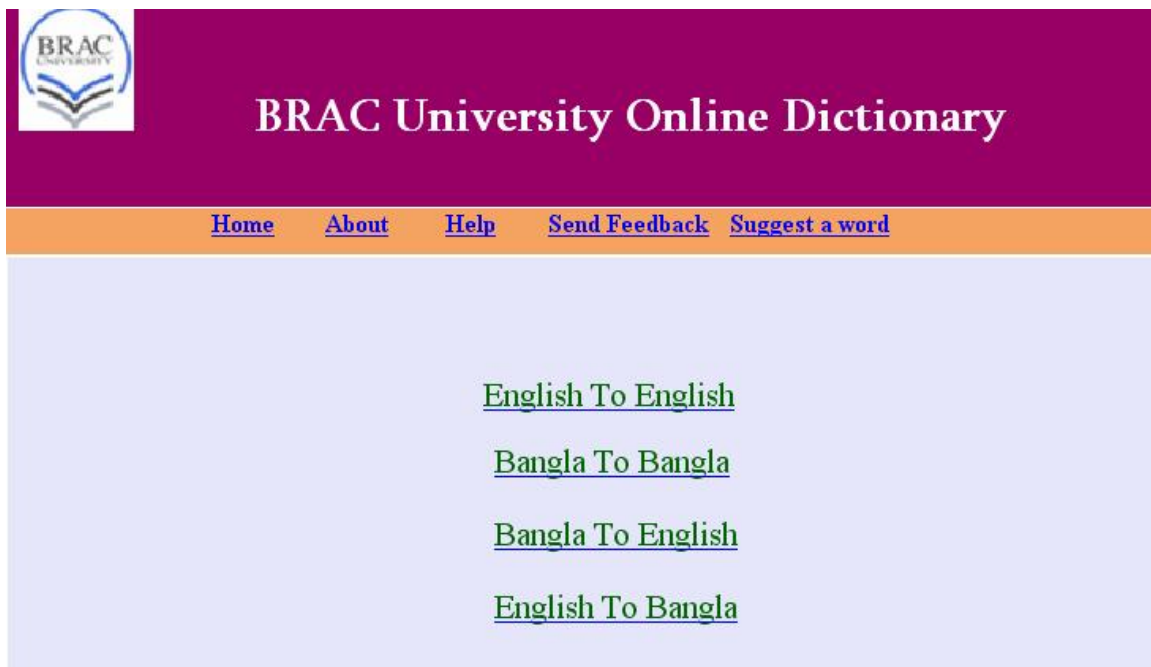 BRAC
UNIVERSITY
BRAC University Online Dictionary
Home About Help Send Feedback Suggest a word
English To English
Bangla To Bangla
Bangla To English
English To Bangla